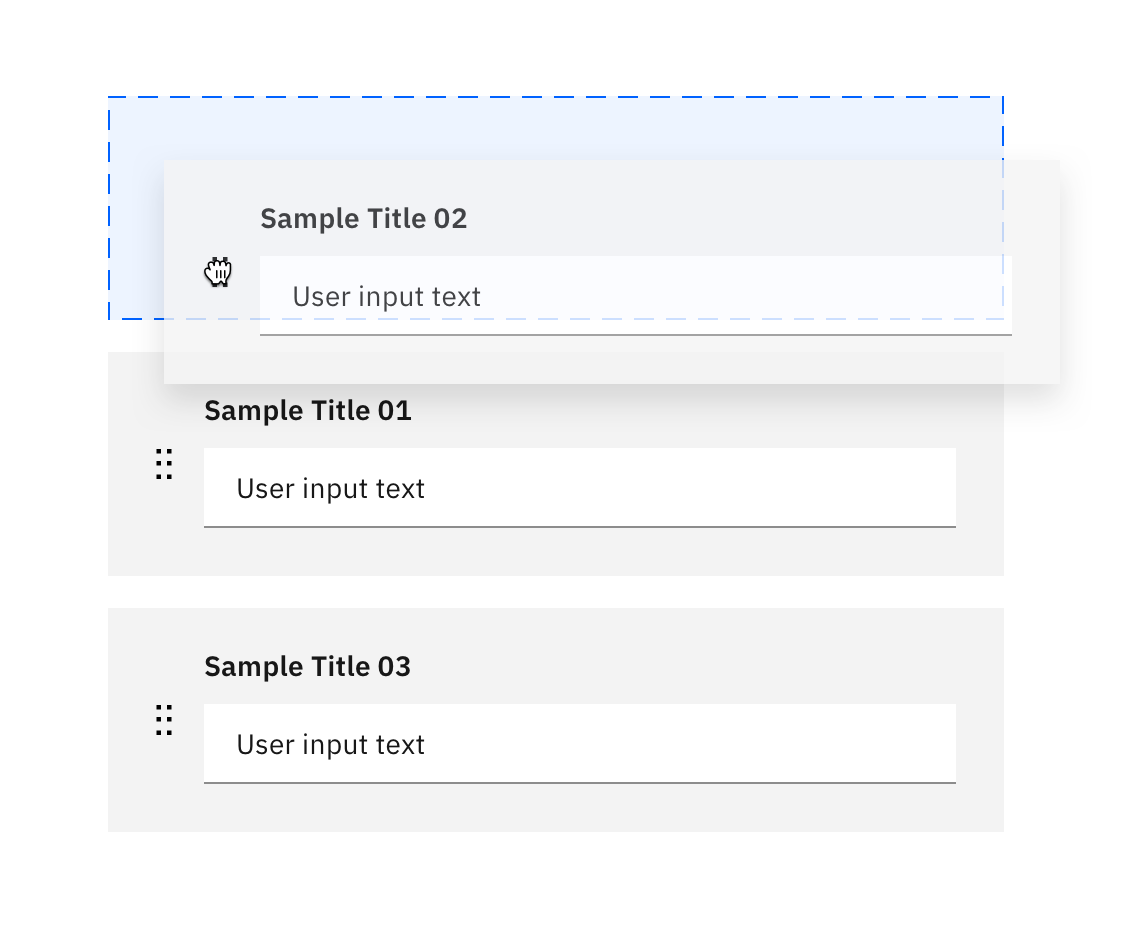 Sample Title 02
User input text
Sample Title 01
User input text
Sample Title 03
User input text